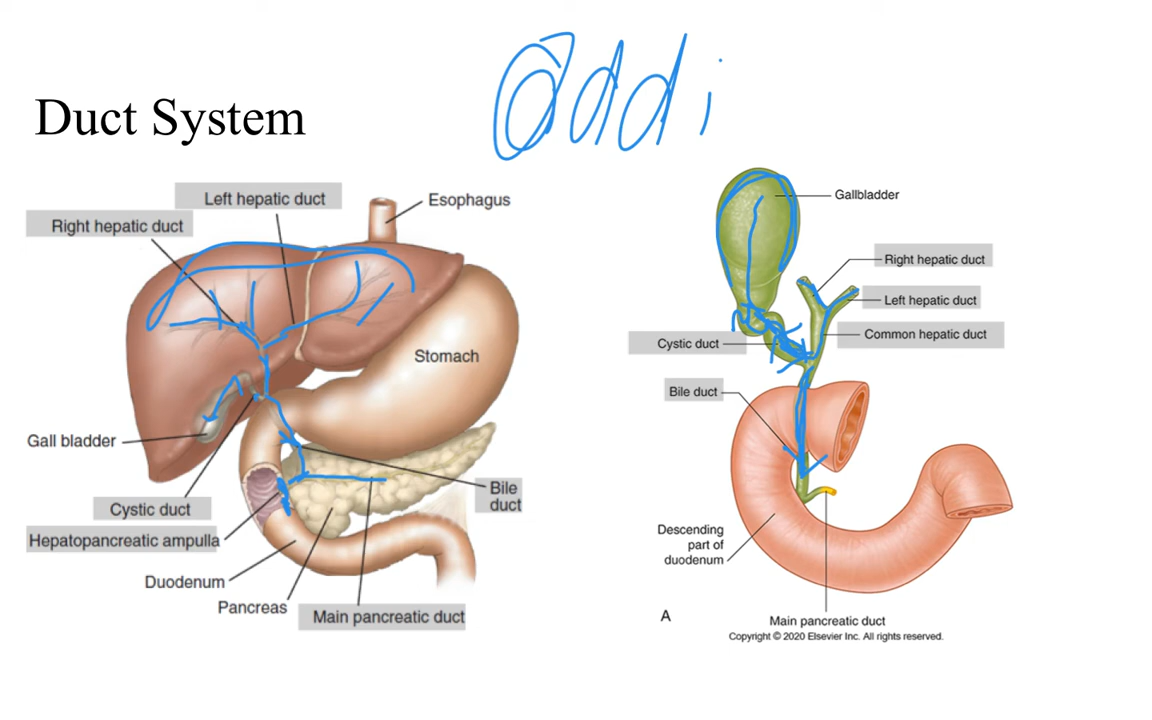 Oddi
Duct System
Left hepatic duct
Esophagus
Right hepatic duct
Stomach
Gall bladder
Cystic duct
Bile
duct
Hepatopancreatic ampulla
Duodenum
Pancreas
Main pancreatic duct
Gallbladder
Right hepatic duct
Left hepatic duct
Common hepatic duct
Cystic duct
Bile duct
Descending
part of
duodenum
A
Main pancreatic duct
Copyright © 2020 Elsevier Inc. All rights reserved.